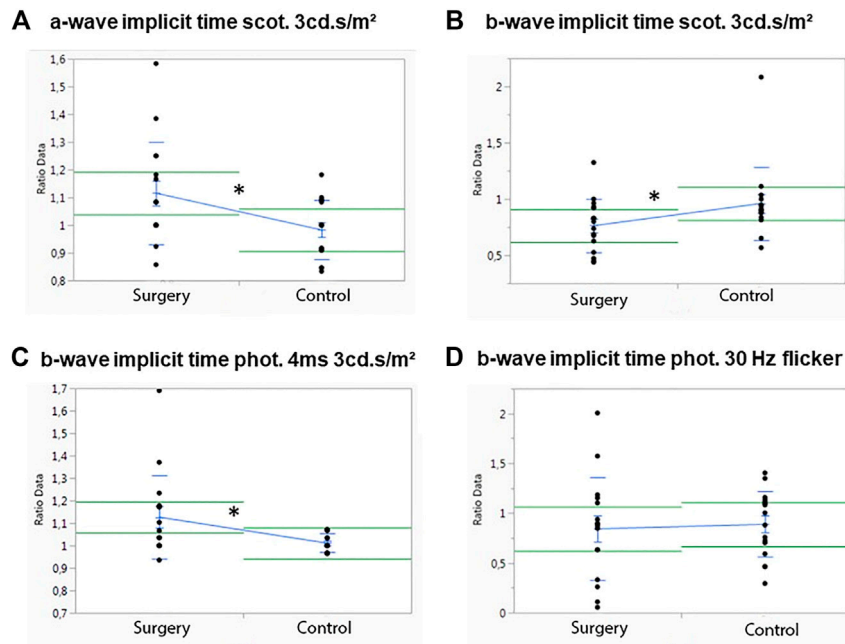 A a-wave implicit time scot. 3cd.s/m²
1,6
1,5
1,4
1,3
1,2
1,1
1
0,9
0,8
Ratio Data
*
Surgery Control
B b-wave implicit time scot. 3cd.s/m²
2
1,5
1
0,5
Ratio Data
*
Surgery Control
C b-wave implicit time phot. 4ms 3cd.s/m²
1,7
1,6
1,5
1,4
1,3
1,2
1,1
1
0,9
0,8
0,7
Ratio Data
*
Surgery Control
D b-wave implicit time phot. 30 Hz flicker
2
1,5
1
0,5
0
Ratio Data
Surgery Control